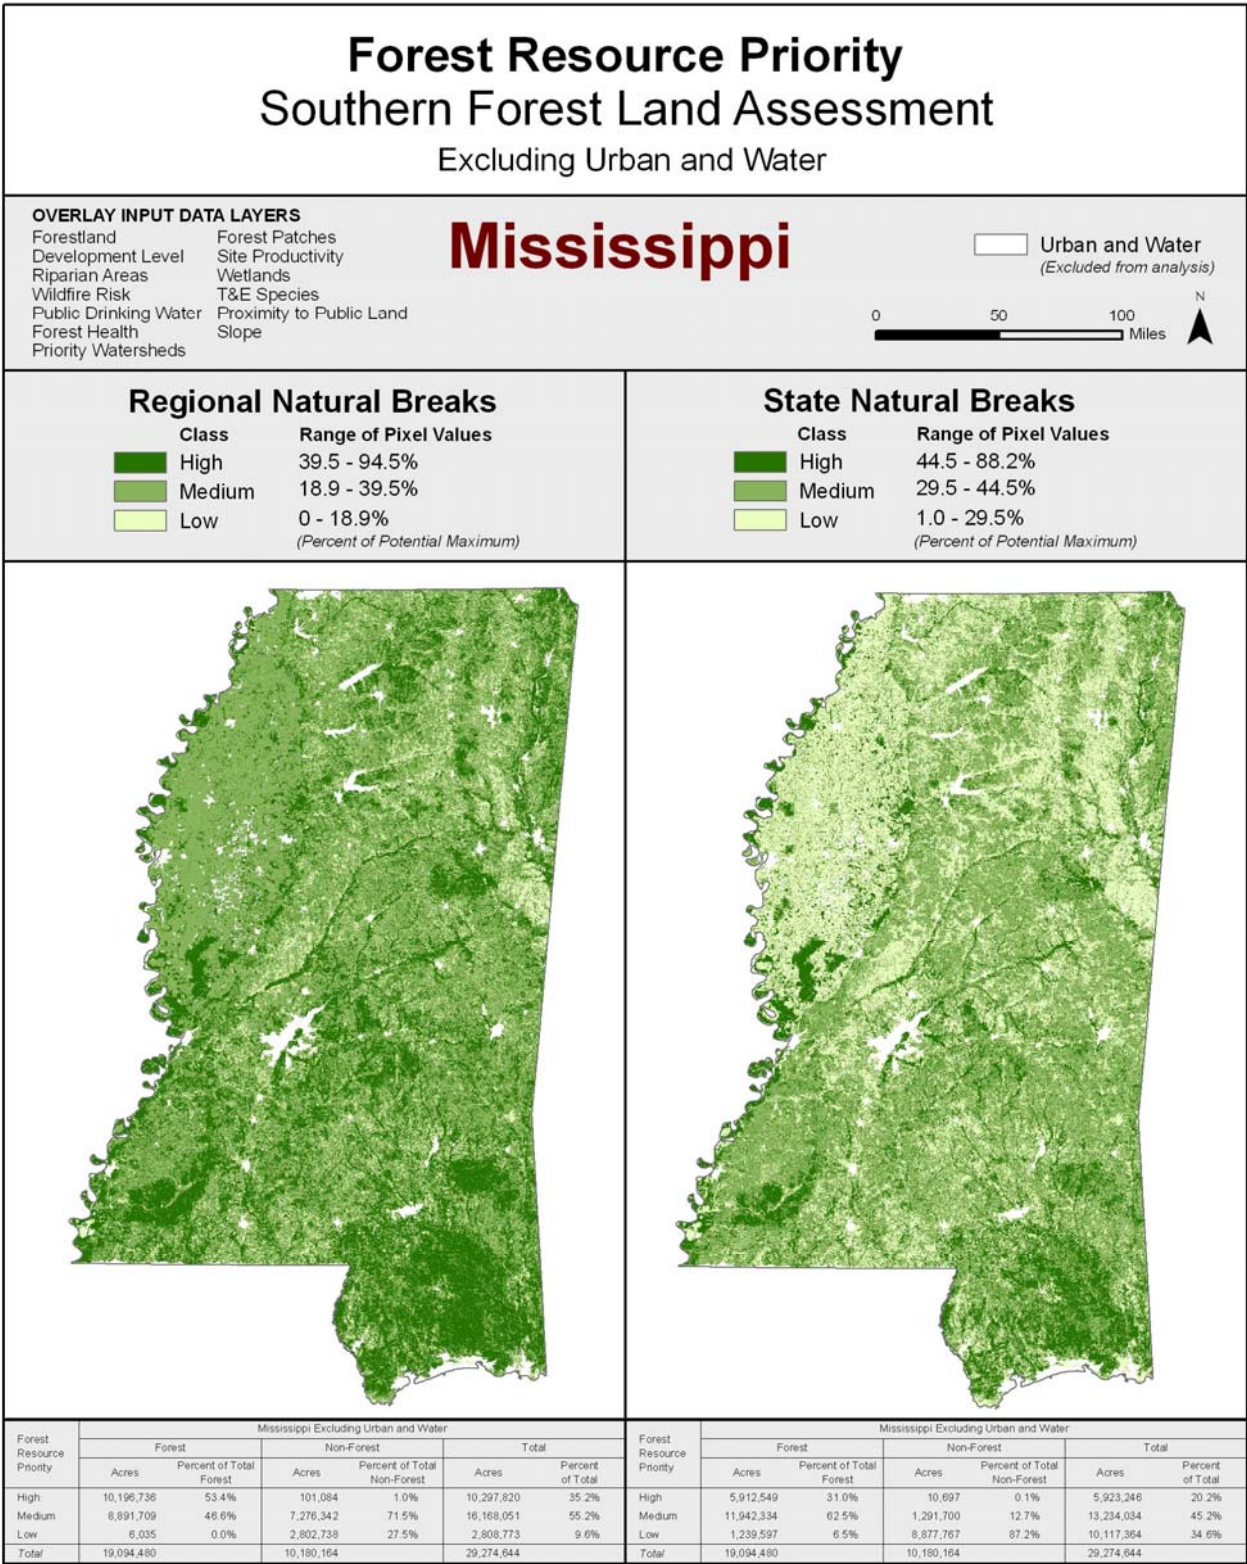 Forest Resource Priority
Southern Forest Land Assessment
Excluding Urban and Water
OVERLAY INPUT DATA LAYERS
Forestland Forest Patches
Development Level Site Productivity
Riparian Areas Wetlands
Wildfire Risk T&E Species
Public Drinking Water Proximity to Public Land
Forest Health Slope
Priority Watersheds
Mississippi
Urban and Water
(Excluded from analysis)
N
0 50 100
Miles
Regional Natural Breaks
Class Range of Pixel Values
High 39.5 - 94.5%
Medium 18.9 - 39.5%
Low 0 - 18.9%
(Percent of Potential Maximum)
State Natural Breaks
Class Range of Pixel Values
High 44.5 - 88.2%
Medium 29.5 - 44.5%
Low 1.0 - 29.5%
(Percent of Potential Maximum)
Forest Resource Priority
Mississippi Excluding Urban and Water
Forest Non-Forest Total
Acres Percent of Total Forest Acres Percent of Total Non-Forest Acres Percent of Total
High 10,196,736 53.4% 101,084 1.0% 10,297,820 35.2%
Medium 8,891,709 46.6% 7,276,342 71.5% 16,168,051 55.2%
Low 6,035 0.0% 2,802,738 27.5% 2,808,773 9.6%
Total 19,094,480 10,180,164 29,274,644
Forest Resource Priority
Mississippi Excluding Urban and Water
Forest Non-Forest Total
Acres Percent of Total Forest Acres Percent of Total Non-Forest Acres Percent of Total
High 5,912,549 31.0% 10,697 0.1% 5,923,246 20.2%
Medium 11,942,334 62.5% 1,291,700 12.7% 13,234,034 45.2%
Low 1,239,597 6.5% 8,877,767 87.2% 10,117,364 34.6%
Total 19,094,480 10,180,164 29,274,644